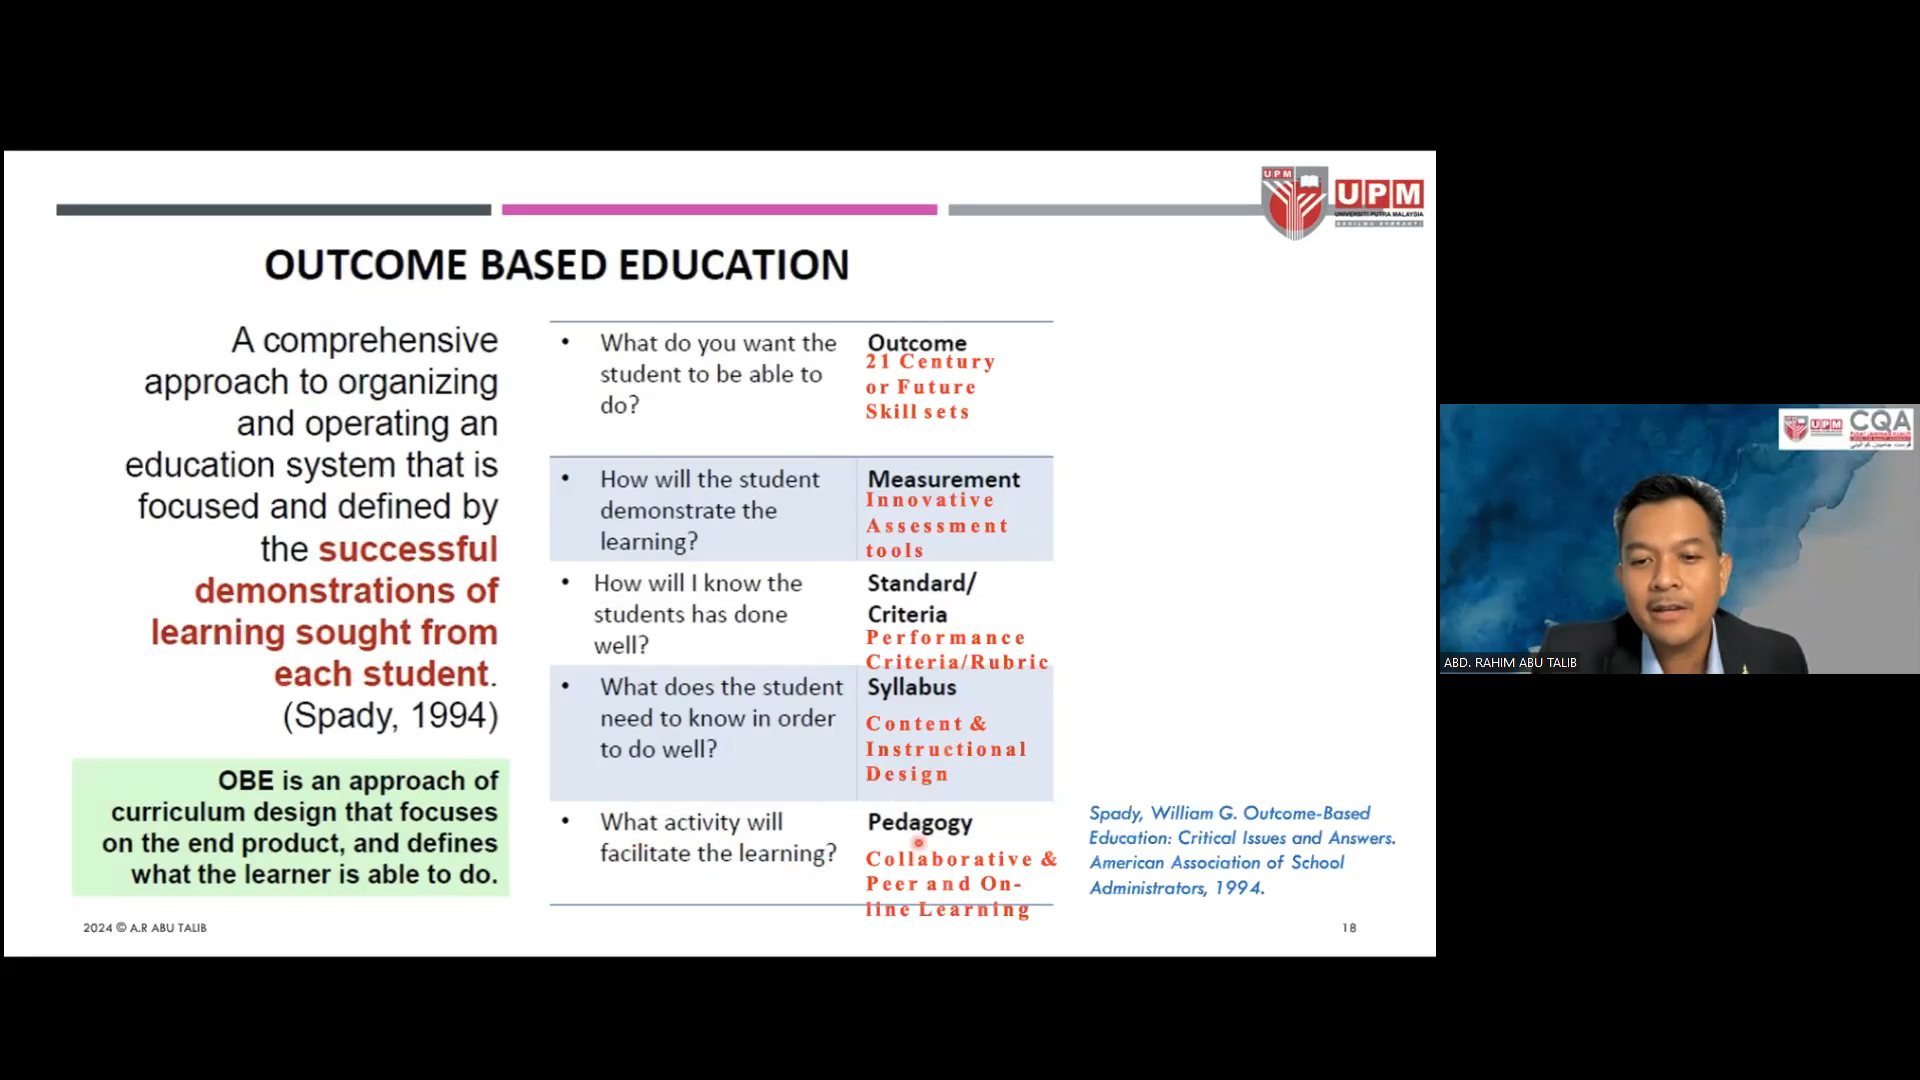 UPM
UPM
UNIVERSITI PUTRA MALAYSIA
BERILMU BERBAKTI
OUTCOME BASED EDUCATION
A comprehensive
approach to organizing
and operating an
education system that is
focused and defined by
the successful
demonstrations of
learning sought from
each student.
(Spady, 1994)
OBE is an approach of
curriculum design that focuses
on the end product, and defines
what the learner is able to do.
• What do you want the
student to be able to
do?
Outcome
21 Century
or Future
Skill sets
• How will the student
demonstrate the
learning?
Measurement
Innovative
Assessment
tools
• How will I know the
students has done
well?
Standard/
Criteria
Performance
Criteria/Rubric
• What does the student
need to know in order
to do well?
Syllabus
Content &
Instructional
Design
• What activity will
facilitate the learning?
Pedagogy
Collaborative &
Peer and On-
line Learning
Spady, William G. Outcome-Based
Education: Critical Issues and Answers.
American Association of School
Administrators, 1994.
2024 © A.R ABU TALIB
18
UPM
CQA
ABD. RAHIM ABU TALIB